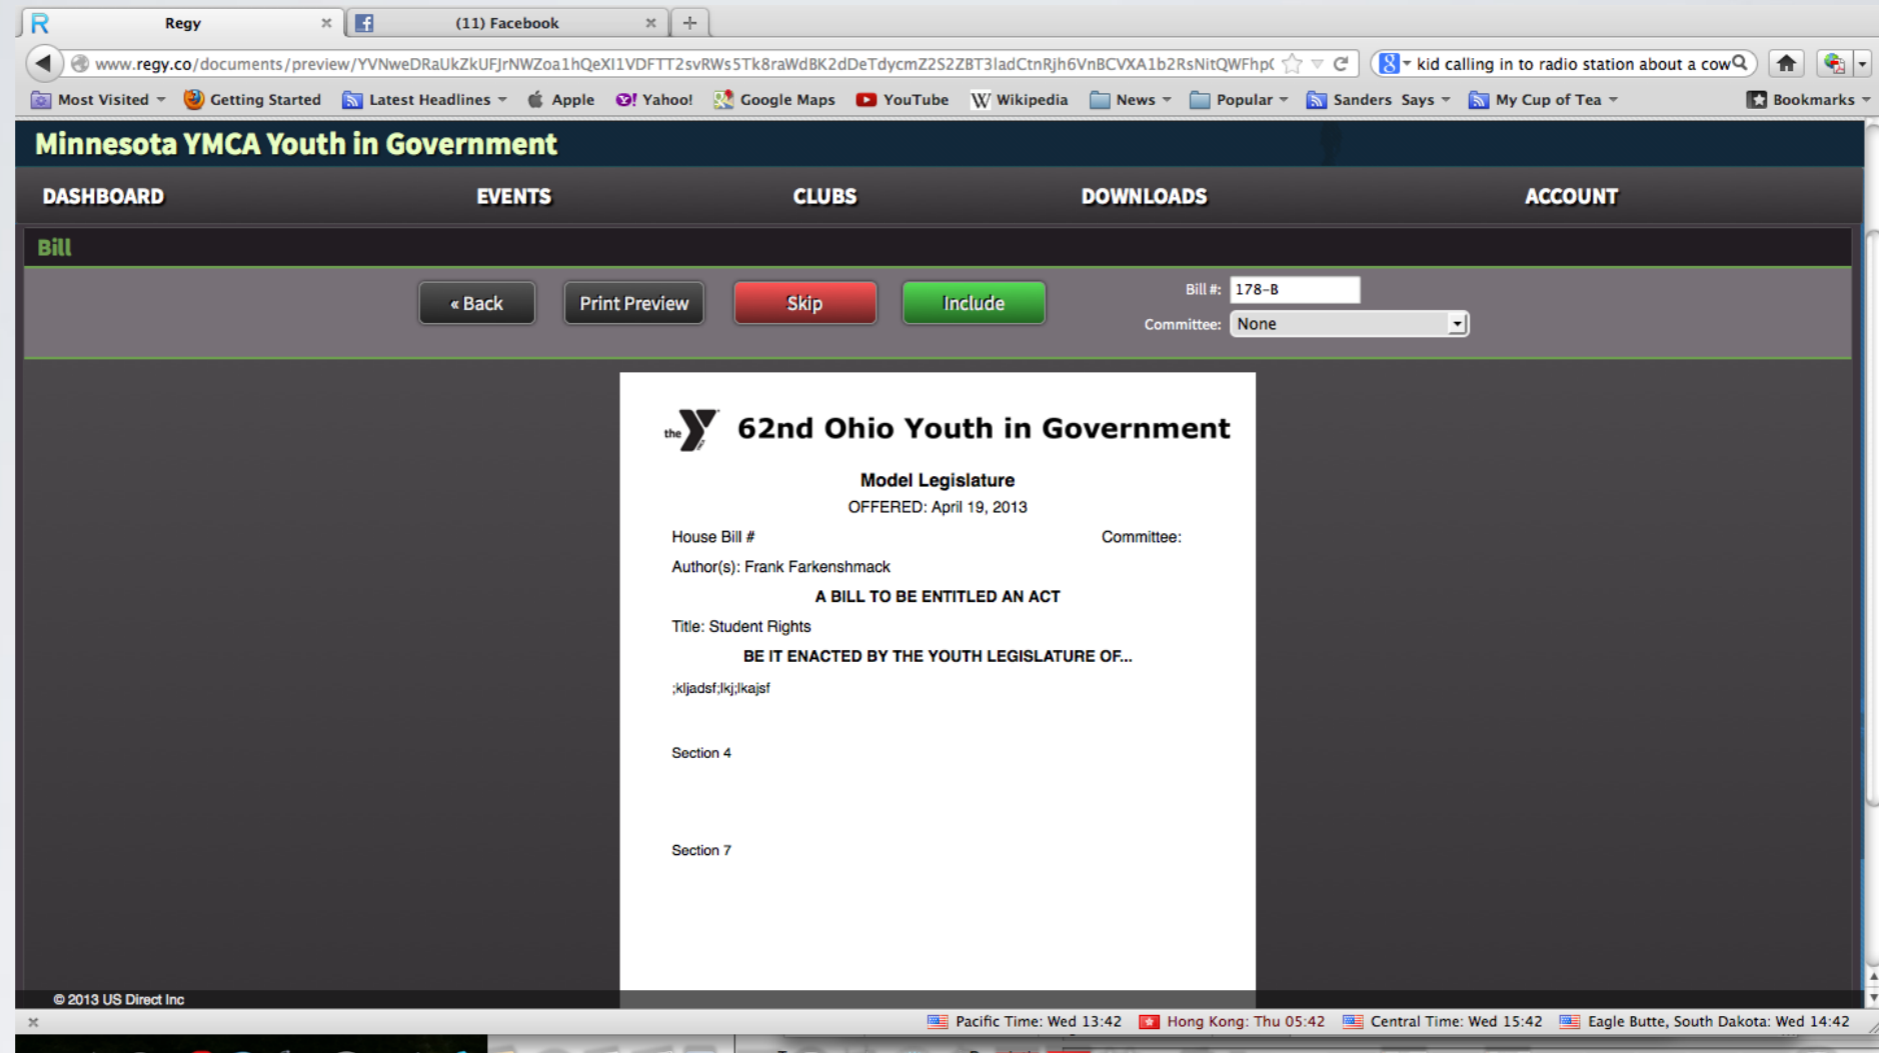 Regy
(11) Facebook
www.regy.co/documents/preview/
kid calling in to radio station about a cow
Most Visited Getting Started Latest Headlines Apple Yahoo! Google Maps YouTube Wikipedia News Popular Sanders Says My Cup of Tea Bookmarks
Minnesota YMCA Youth in Government
DASHBOARD EVENTS CLUBS DOWNLOADS ACCOUNT
Bill
« Back Print Preview Skip Include
Bill #: 178-B
Committee: None
the Y 62nd Ohio Youth in Government
Model Legislature
OFFERED: April 19, 2013
House Bill # Committee:
Author(s): Frank Farkenshmack
A BILL TO BE ENTITLED AN ACT
Title: Student Rights
BE IT ENACTED BY THE YOUTH LEGISLATURE OF...
;kljadsf;lkj;lkajsf
Section 4
Section 7
© 2013 US Direct Inc
Pacific Time: Wed 13:42 Hong Kong: Thu 05:42 Central Time: Wed 15:42 Eagle Butte, South Dakota: Wed 14:42